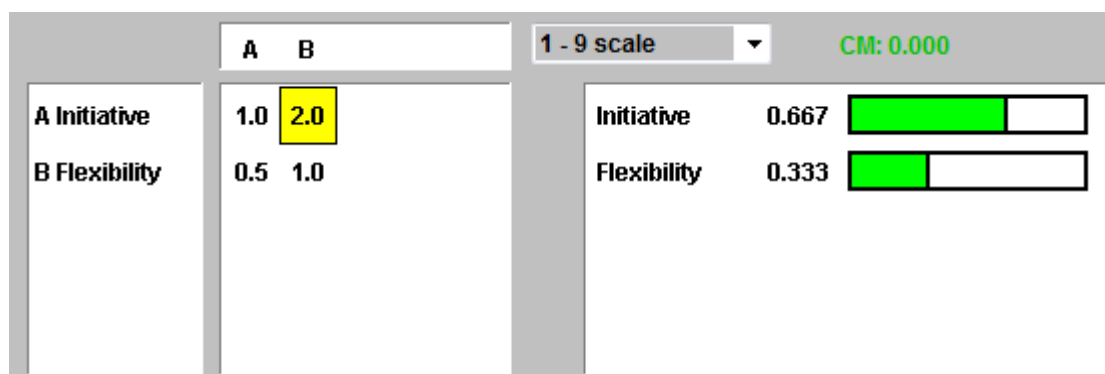 A B 1 - 9 scale CM: 0.000
A Initiative 1.0 2.0 Initiative 0.667
B Flexibility 0.5 1.0 Flexibility 0.333